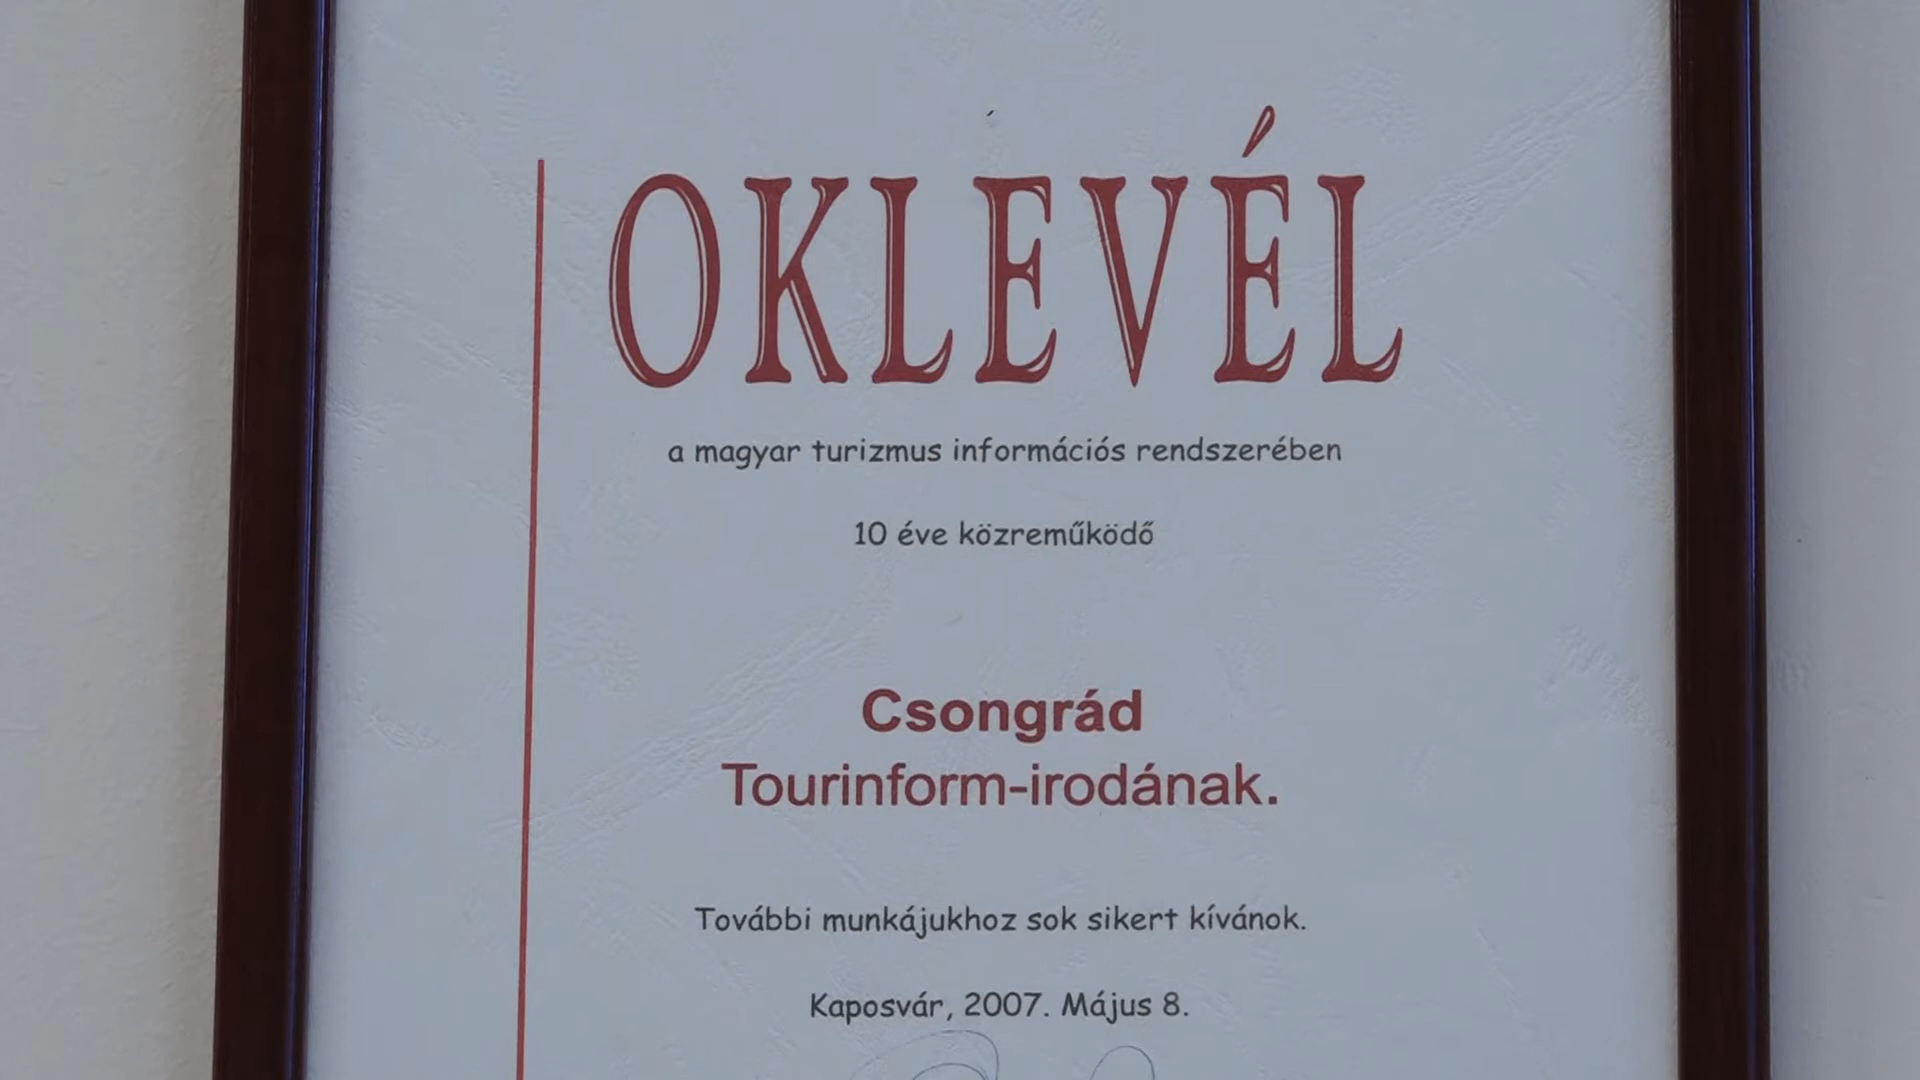 OKLEVÉL
a magyar turizmus információs rendszerében
10 éve közreműködő
Csongrád
Tourinform-irodának.
További munkájukhoz sok sikert kívánok.
Kaposvár, 2007. Május 8.